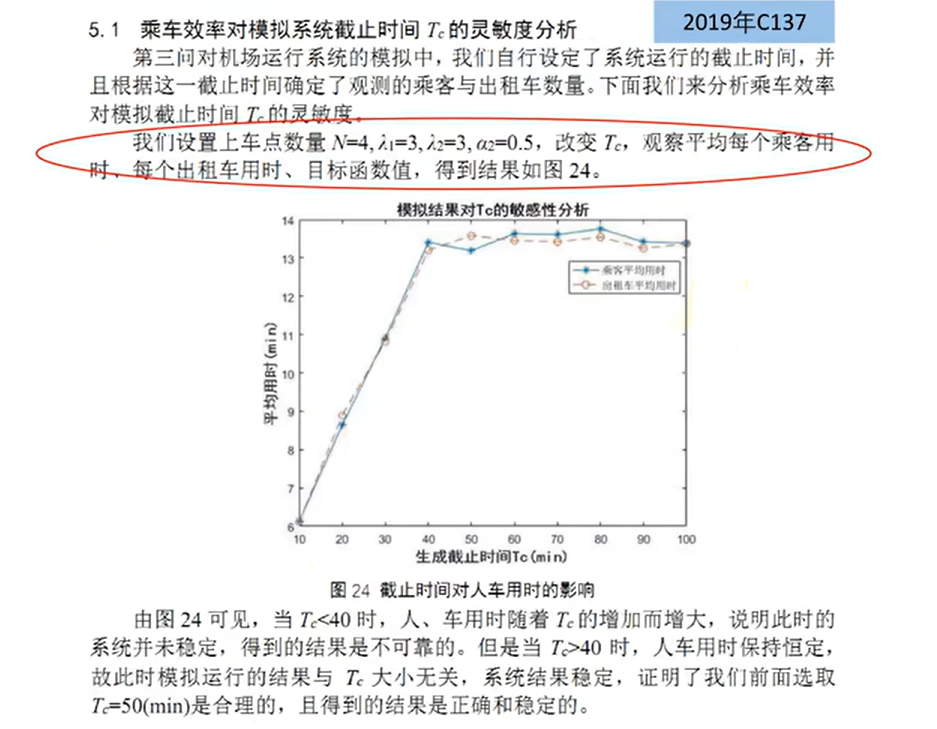 2019年C137
5.1 乘车效率对模拟系统截止时间 Tc的灵敏度分析
第三问对机场运行系统的模拟中，我们自行设定了系统运行的截止时间，并
且根据这一截止时间确定了观测的乘客与出租车数量。下面我们来分析乘车效率
对模拟截止时间 Tc的灵敏度。
我们设置上车点数量 N=4, λ1=3, λ2=3, α2=0.5，改变 Tc，观察平均每个乘客用
时、每个出租车用时、目标函数值，得到结果如图 24。
模拟结果对Tc的敏感性分析
14
13
12
11
10
9
8
7
6
平均用时(min)
乘客平均用时
出租车平均用时
10 20 30 40 50 60 70 80 90 100
生成截止时间Tc(min)
图 24 截止时间对人车用时的影响
由图 24 可见，当 Tc<40 时，人、车用时随着 Tc的增加而增大，说明此时的
系统并未稳定，得到的结果是不可靠的。但是当 Tc>40 时，人车用时保持恒定，
故此时模拟运行的结果与 Tc 大小无关，系统结果稳定，证明了我们前面选取
Tc=50(min)是合理的，且得到的结果是正确和稳定的。